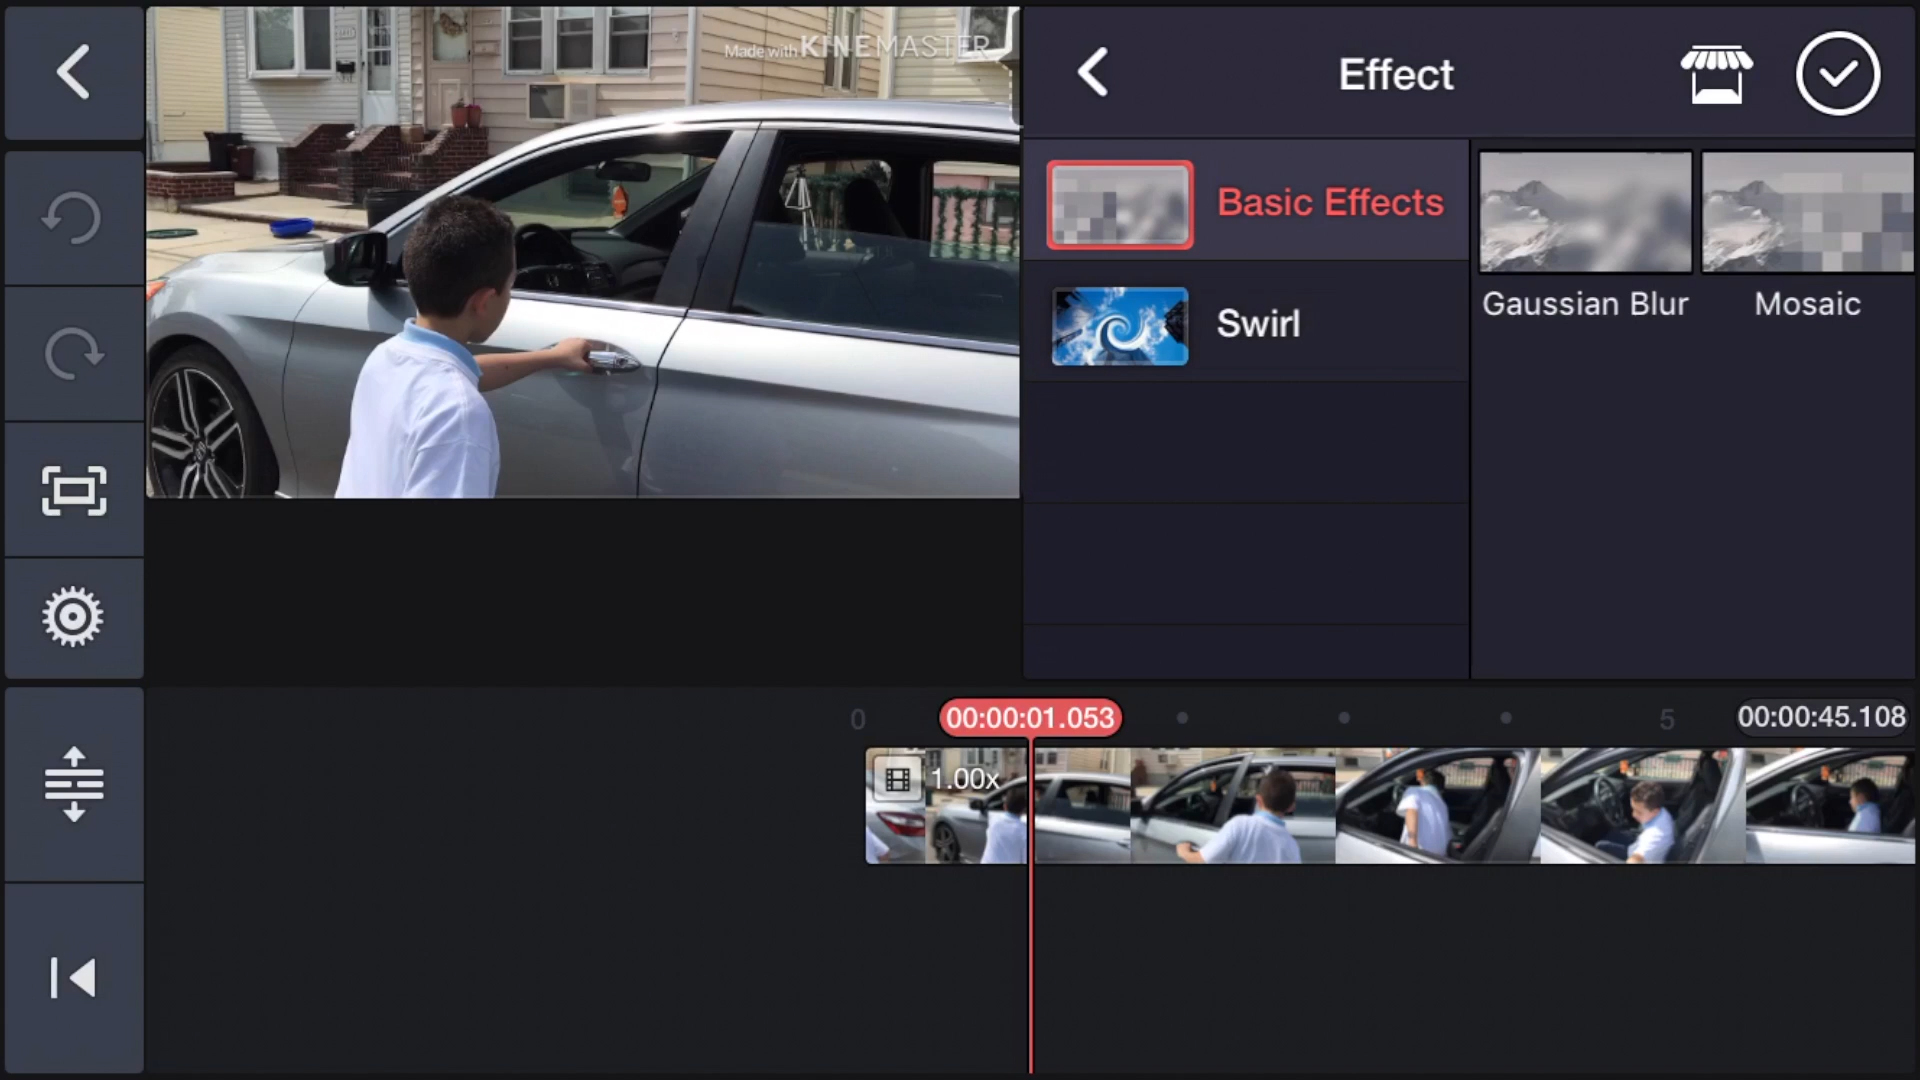 Made with KINEMASTER
Effect
Basic Effects
Swirl
Gaussian Blur
Mosaic
0
00:00:01.053
5
00:00:45.108
1.00x